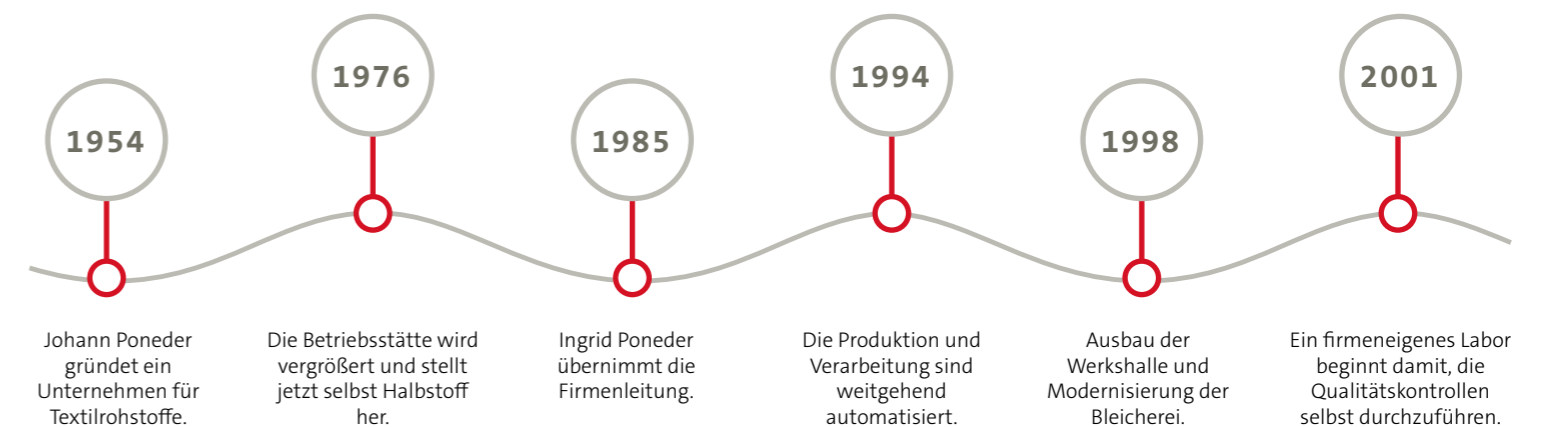 1954
Johann Poneder
gründet ein
Unternehmen für
Textilrohstoffe.
1976
Die Betriebsstätte wird
vergrößert und stellt
jetzt selbst Halbstoff
her.
1985
Ingrid Poneder
übernimmt die
Firmenleitung.
1994
Die Produktion und
Verarbeitung sind
weitgehend
automatisiert.
1998
Ausbau der
Werkshalle und
Modernisierung der
Bleicherei.
2001
Ein firmeneigenes Labor
beginnt damit, die
Qualitätskontrollen
selbst durchzuführen.